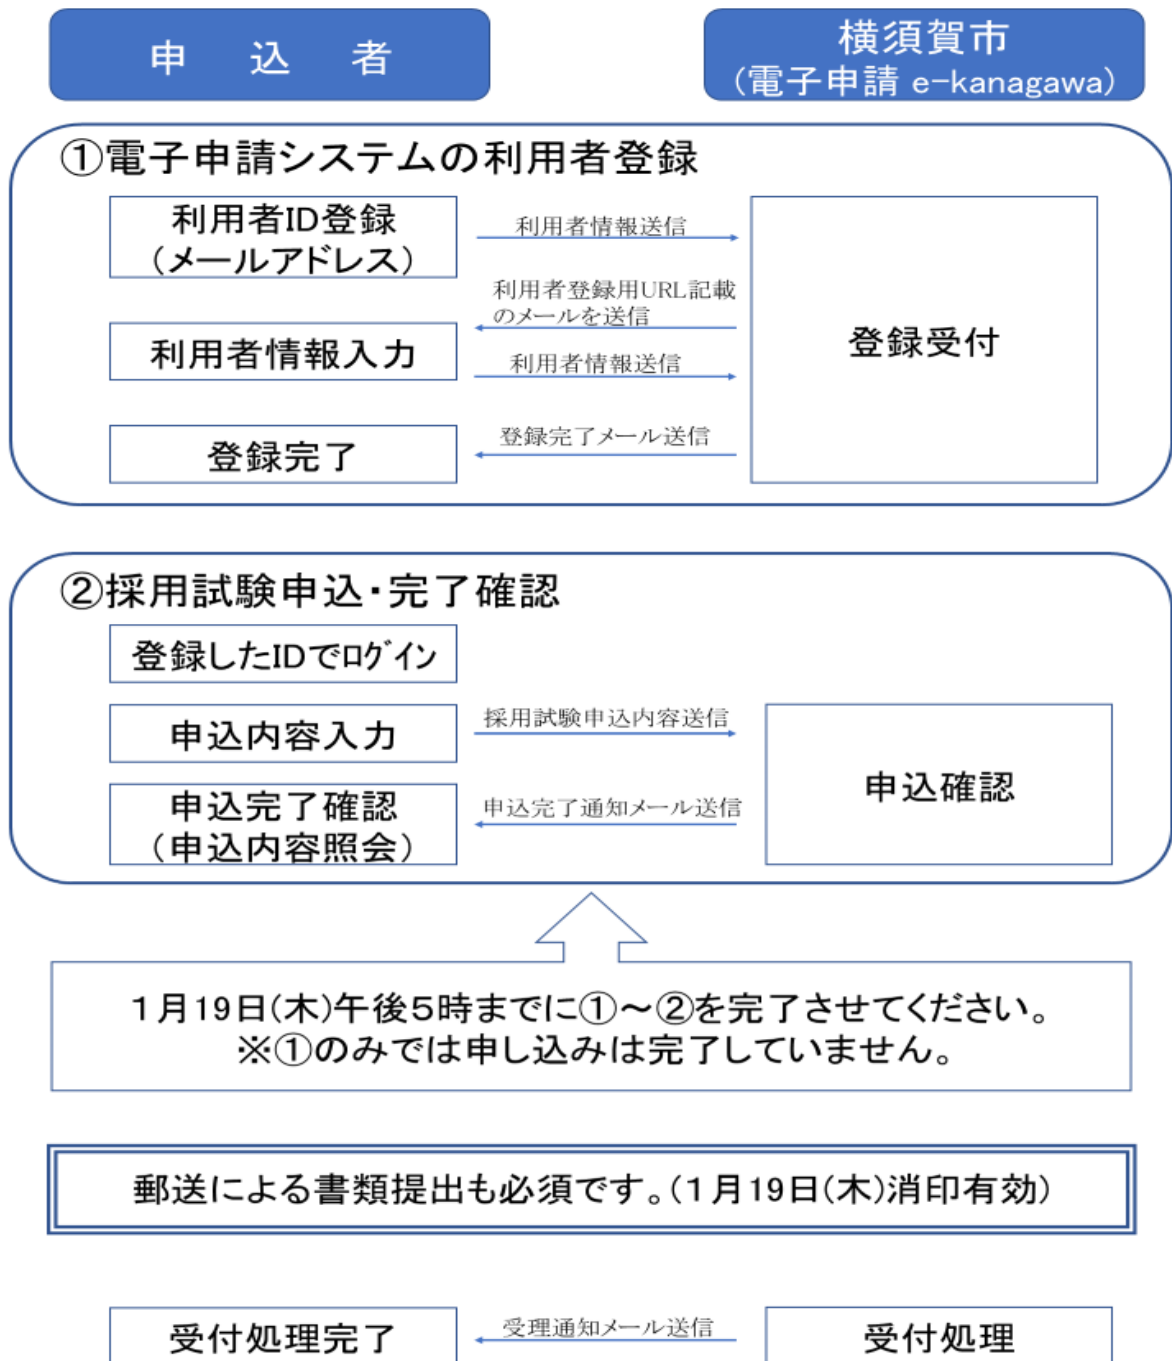 申　込　者
横須賀市
(電子申請 e-kanagawa)
①電子申請システムの利用者登録
利用者ID登録
（メールアドレス）
利用者情報送信
利用者登録用URL記載
のメールを送信
利用者情報入力
利用者情報送信
登録完了
登録完了メール送信
登録受付
②採用試験申込・完了確認
登録したIDでﾛｸﾞｲﾝ
申込内容入力
採用試験申込内容送信
申込完了確認
（申込内容照会）
申込完了通知メール送信
申込確認
１月19日(木)午後５時までに①～②を完了させてください。
※①のみでは申し込みは完了していません。
郵送による書類提出も必須です。(１月19日(木)消印有効)
受付処理完了
受理通知メール送信
受付処理